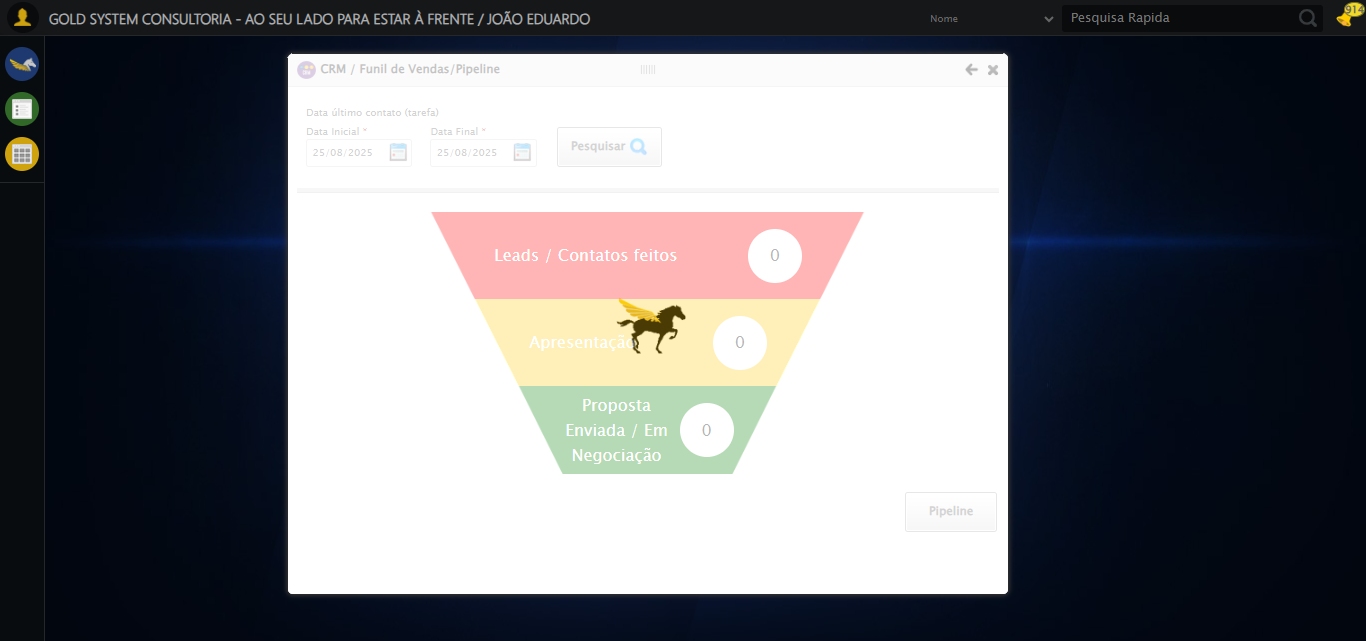 GOLD SYSTEM CONSULTORIA - AO SEU LADO PARA ESTAR À FRENTE / JOÃO EDUARDO
Nome
Pesquisa Rapida
914
CRM / Funil de Vendas/Pipeline
Data último contato (tarefa)
Data Inicial *
Data Final *
25/08/2025
25/08/2025
Pesquisar
Leads / Contatos feitos
0
Apresentação
0
Proposta
Enviada / Em
Negociação
0
Pipeline